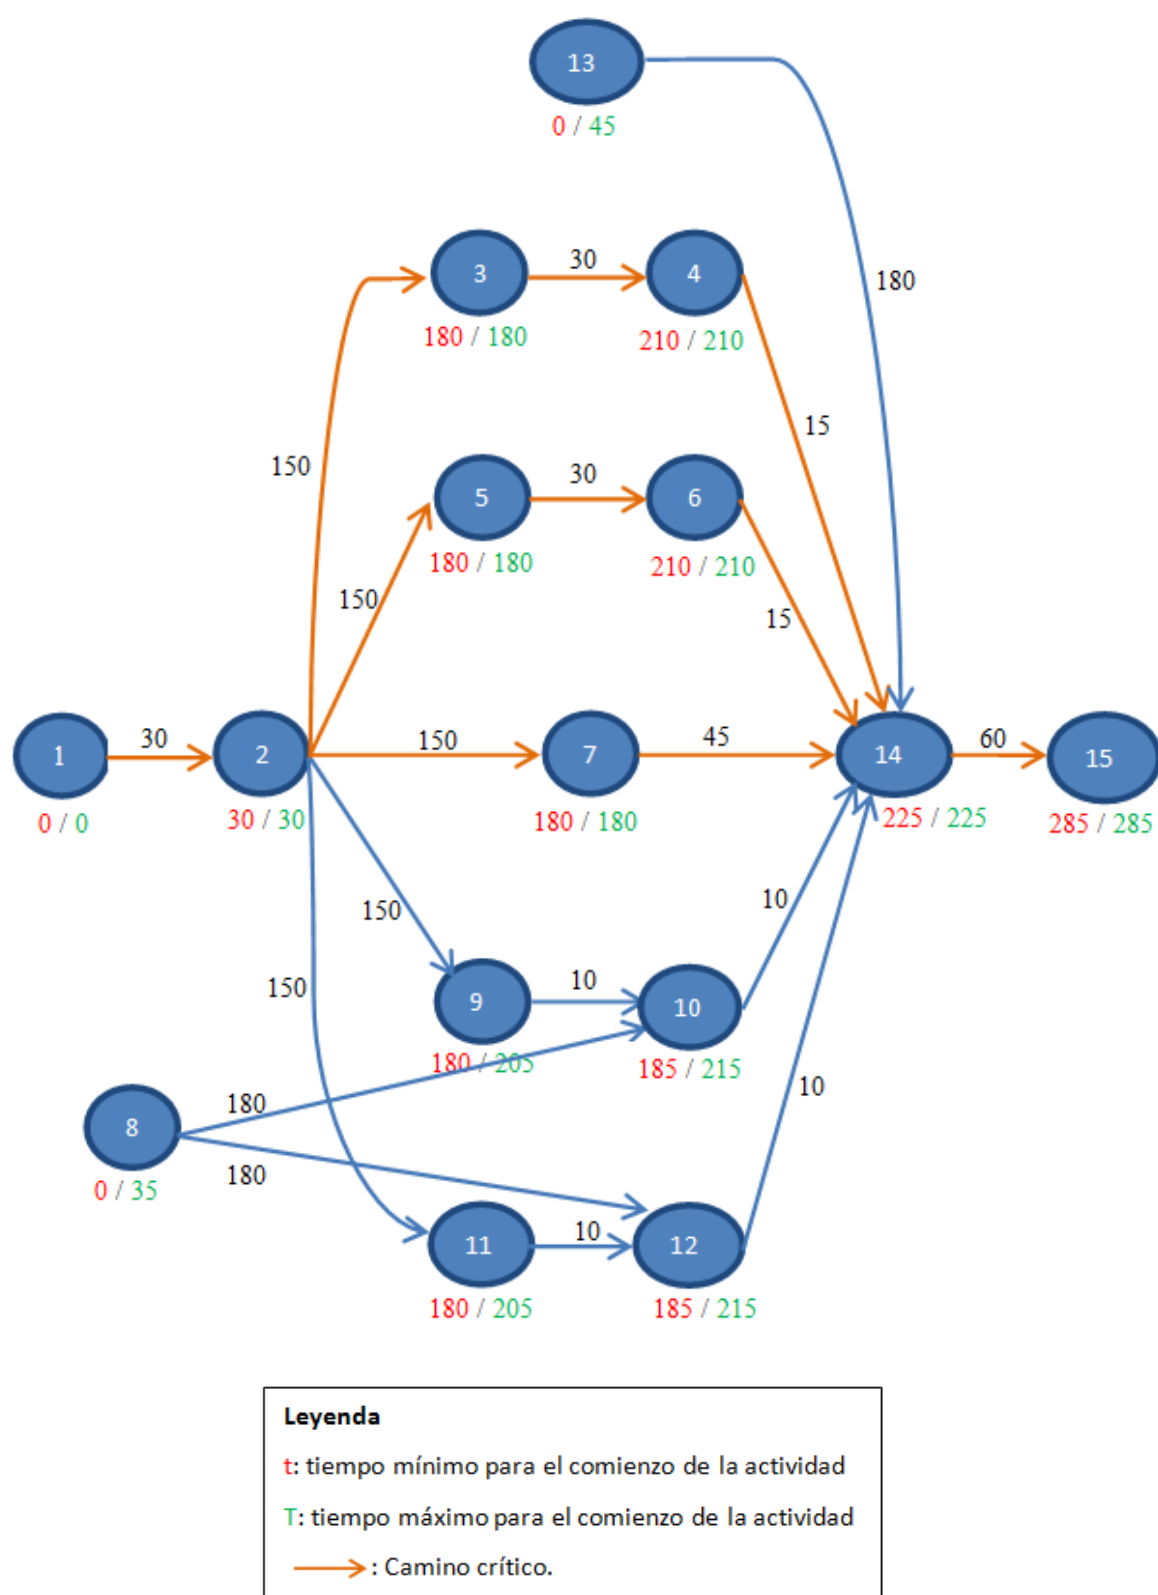 13
0 / 45
3
30
4
180
180 / 180
210 / 210
15
150
5
30
6
180 / 180
210 / 210
150
15
1
30
2
150
7
45
14
60
15
0 / 0
30 / 30
180 / 180
225 / 225
285 / 285
150
10
150
9
10
10
180 / 205
185 / 215
10
8
180
0 / 35
180
11
10
12
180 / 205
185 / 215
Leyenda
t: tiempo mínimo para el comienzo de la actividad
T: tiempo máximo para el comienzo de la actividad
: Camino crítico.